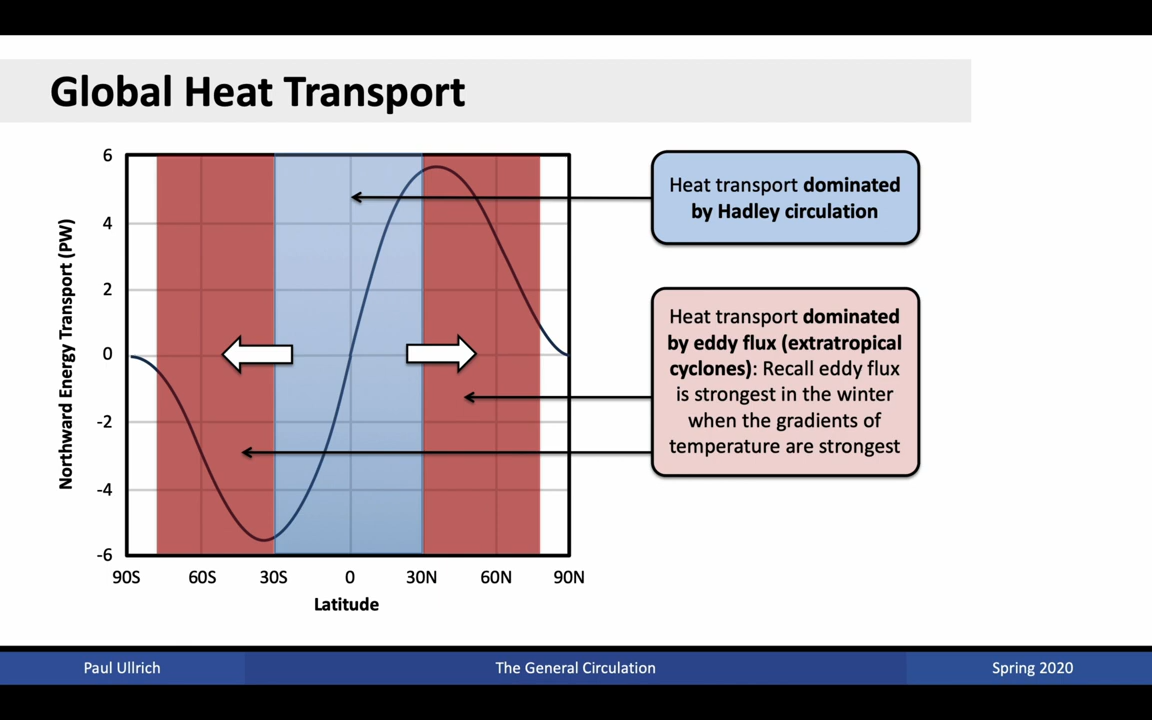 Global Heat Transport
6
4
2
0
-2
-4
-6
Northward Energy Transport (PW)
90S 60S 30S 0 30N 60N 90N
Latitude
Heat transport dominated
by Hadley circulation
Heat transport dominated
by eddy flux (extratropical
cyclones): Recall eddy flux
is strongest in the winter
when the gradients of
temperature are strongest
Paul Ullrich
The General Circulation
Spring 2020